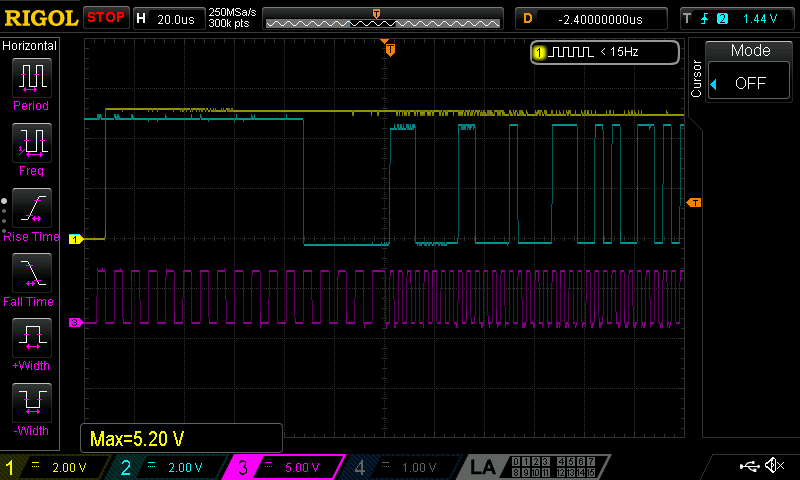 RIGOL STOP H 20.0us 250MSa/s 300k pts T D -2.40000000us T 2 1.44 V
Horizontal
Period
Freq
Rise Time
Fall Time
+Width
-Width
T
1 < 15Hz
Cursor
Mode
OFF
T
1
3
Max=5.20 V
1 = 2.00 V 2 = 2.00 V 3 = 5.00 V 4 = 1.00 V LA 0 1 2 3 4 5 6 7
8 9 10 11 12 13 14 15